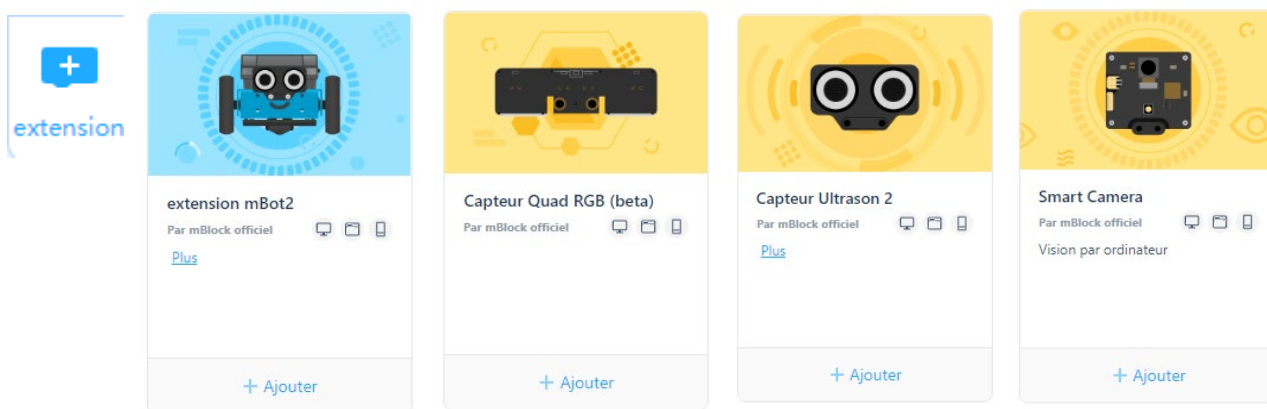 extension
extension mBot2
Par mBlock officiel
Plus
+ Ajouter
Capteur Quad RGB (beta)
Par mBlock officiel
+ Ajouter
Capteur Ultrason 2
Par mBlock officiel
Plus
+ Ajouter
Smart Camera
Par mBlock officiel
Vision par ordinateur
+ Ajouter